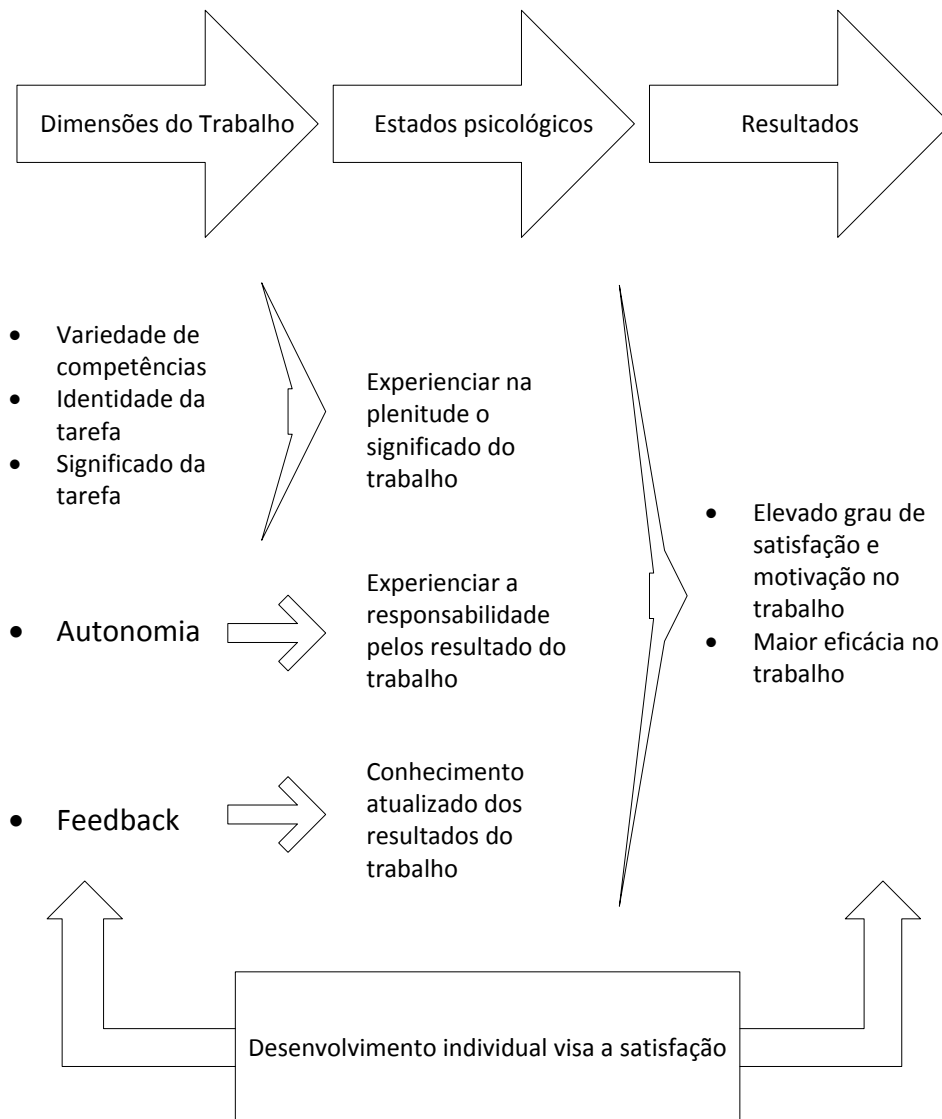 Dimensões do Trabalho
Estados psicológicos
Resultados
• Variedade de
competências
• Identidade da
tarefa
• Significado da
tarefa
Experienciar na
plenitude o
significado do
trabalho
• Autonomia
Experienciar a
responsabilidade
pelos resultado do
trabalho
• Feedback
Conhecimento
atualizado dos
resultados do
trabalho
• Elevado grau de
satisfação e
motivação no
trabalho
• Maior eficácia no
trabalho
Desenvolvimento individual visa a satisfação